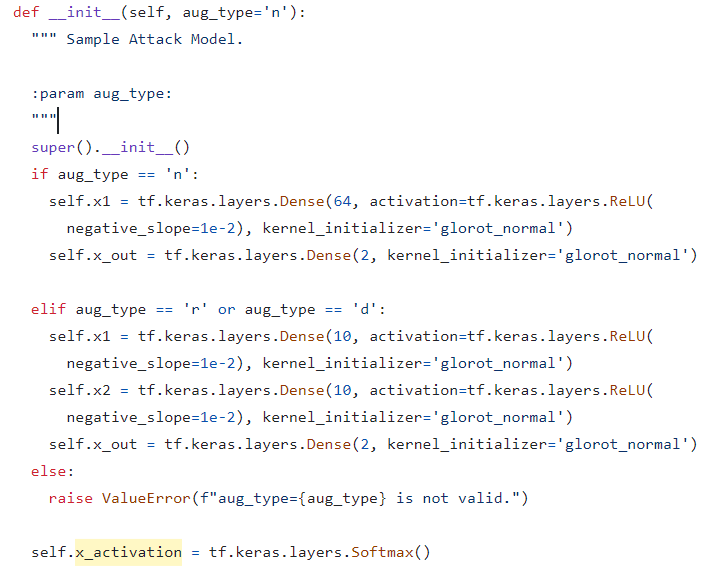 def __init__(self, aug_type='n'):
""" Sample Attack Model.
:param aug_type:
"""
super().__init__()
if aug_type == 'n':
self.x1 = tf.keras.layers.Dense(64, activation=tf.keras.layers.ReLU(
negative_slope=1e-2), kernel_initializer='glorot_normal')
self.x_out = tf.keras.layers.Dense(2, kernel_initializer='glorot_normal')
elif aug_type == 'r' or aug_type == 'd':
self.x1 = tf.keras.layers.Dense(10, activation=tf.keras.layers.ReLU(
negative_slope=1e-2), kernel_initializer='glorot_normal')
self.x2 = tf.keras.layers.Dense(10, activation=tf.keras.layers.ReLU(
negative_slope=1e-2), kernel_initializer='glorot_normal')
self.x_out = tf.keras.layers.Dense(2, kernel_initializer='glorot_normal')
else:
raise ValueError(f"aug_type={aug_type} is not valid.")
self.x_activation = tf.keras.layers.Softmax()